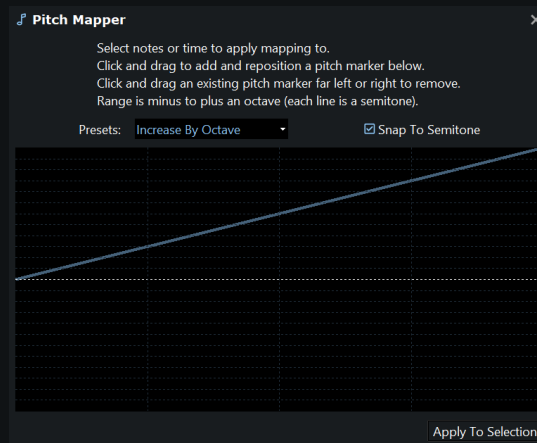 Pitch Mapper
Select notes or time to apply mapping to.
Click and drag to add and reposition a pitch marker below.
Click and drag an existing pitch marker far left or right to remove.
Range is minus to plus an octave (each line is a semitone).
Presets: Increase By Octave Snap To Semitone
Apply To Selection